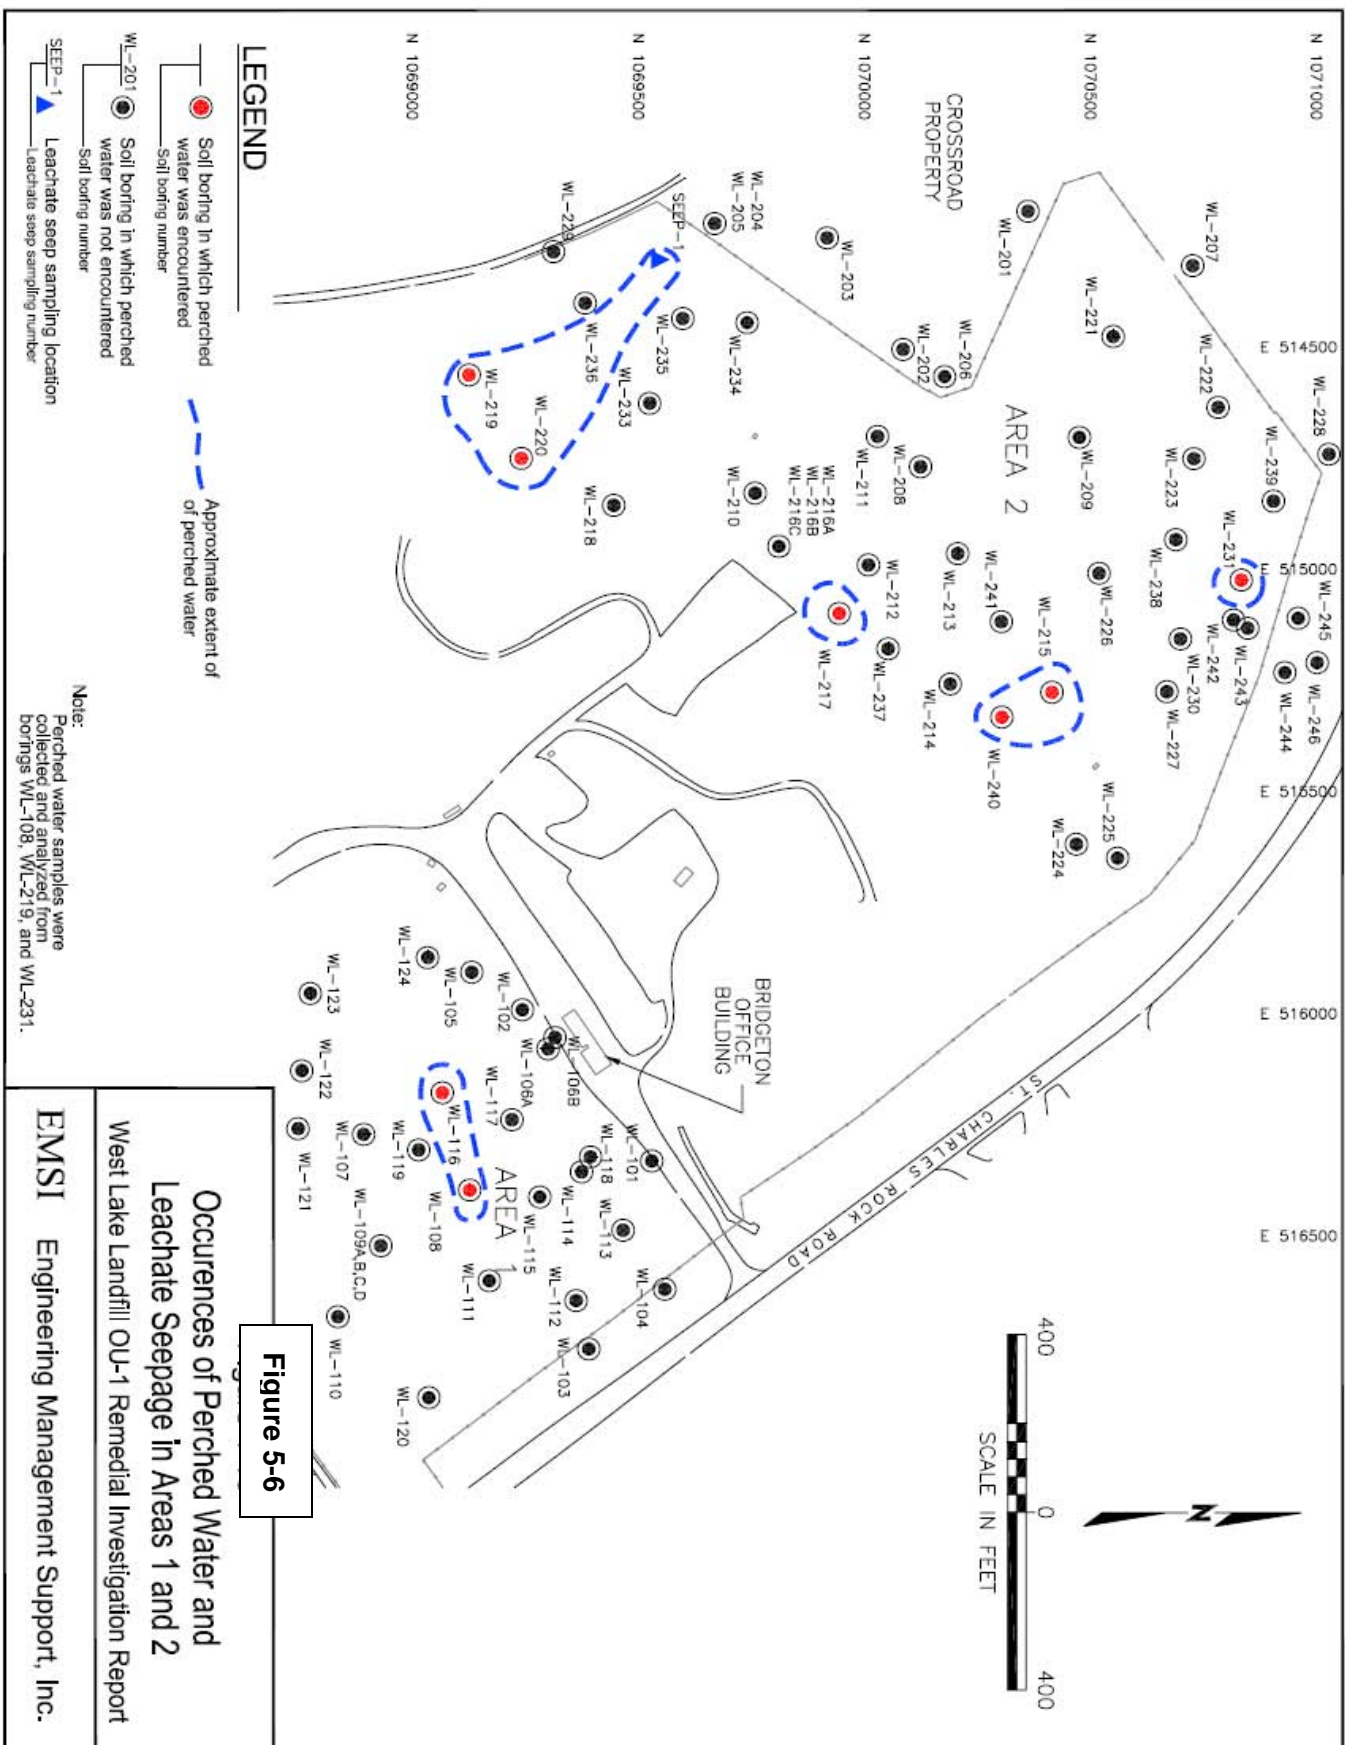 N 1071000
N 1070500
N 1070000
N 1069500
N 1069000
E 514500
E 515000
E 515500
E 516000
E 516500
CROSSROAD
PROPERTY
WL-207
WL-201
WL-221
WL-222
WL-228
WL-239
WL-223
WL-231
WL-245
WL-238
WL-242
WL-243
WL-246
WL-244
WL-230
WL-227
WL-226
WL-209
AREA 2
WL-206
WL-202
WL-203
WL-204
WL-205
SEEP-1
WL-229
WL-236
WL-235
WL-234
WL-233
WL-219
WL-220
WL-218
WL-210
WL-216A
WL-216B
WL-216C
WL-211
WL-208
WL-212
WL-213
WL-241
WL-215
WL-217
WL-237
WL-214
WL-240
WL-225
WL-224
BRIDGETON
OFFICE
BUILDING
ST. CHARLES ROCK ROAD
WL-124
WL-105
WL-102
WL-106B
WL-106A
WL-117
WL-123
WL-122
WL-121
WL-107
WL-119
WL-116
WL-108
WL-109A,B,C,D
WL-110
AREA 1
WL-101
WL-118
WL-114
WL-113
WL-115
WL-111
WL-112
WL-104
WL-103
WL-120
400
0
400
SCALE IN FEET
N
LEGEND
Soil boring in which perched
water was encountered
Soil boring number
WL-201
Soil boring in which perched
water was not encountered
Soil boring number
SEEP-1
Leachate seep sampling location
Leachate seep sampling number
Approximate extent of
of perched water
Note:
Perched water samples were
collected and analyzed from
borings WL-108, WL-219, and WL-231.
Figure 5-6
Occurences of Perched Water and
Leachate Seepage in Areas 1 and 2
West Lake Landfill OU-1 Remedial Investigation Report
EMSI Engineering Management Support, Inc.